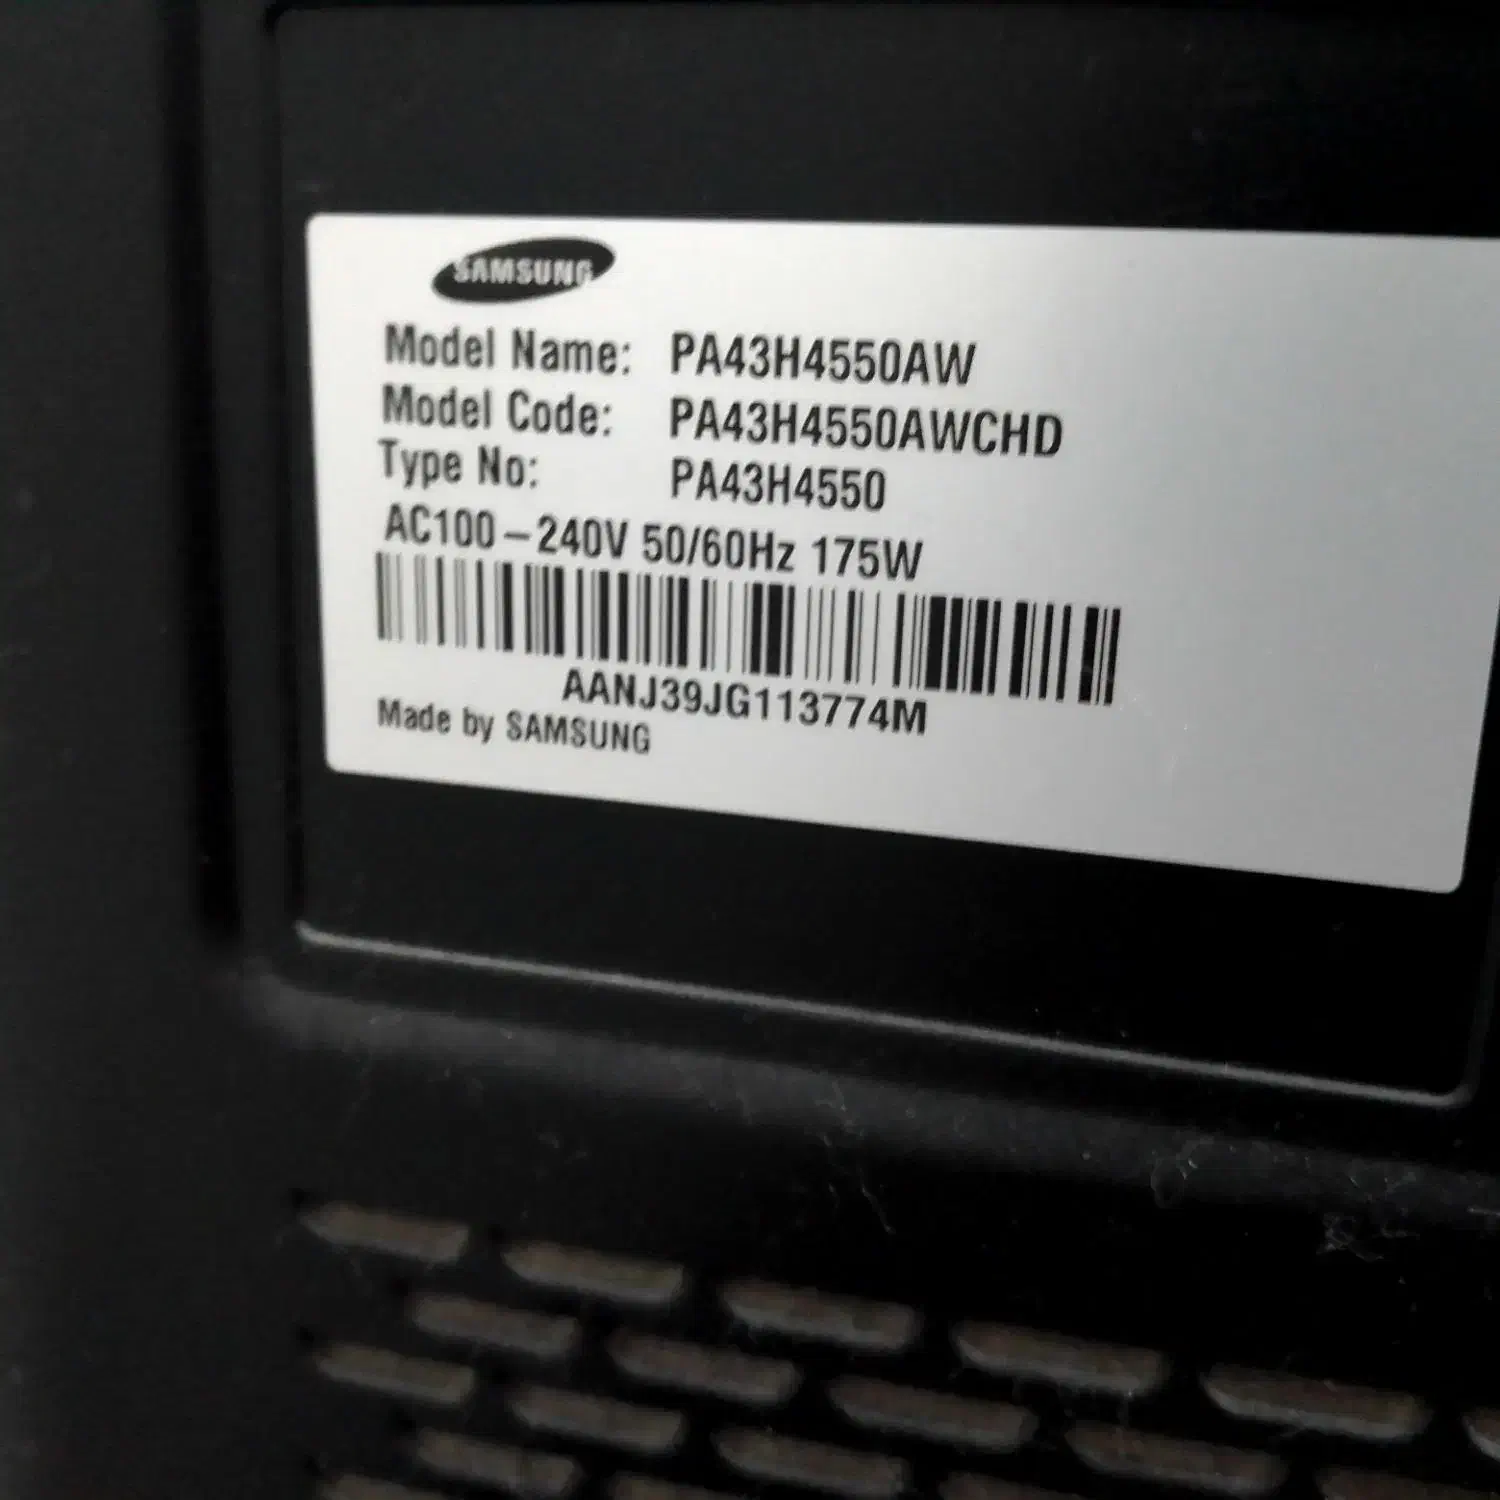 SAMSUNG
Model Name: PA43H4550AW
Model Code: PA43H4550AWCHD
Type No: PA43H4550
AC100-240V 50/60Hz 175W
AANJ39JG113774M
Made by SAMSUNG